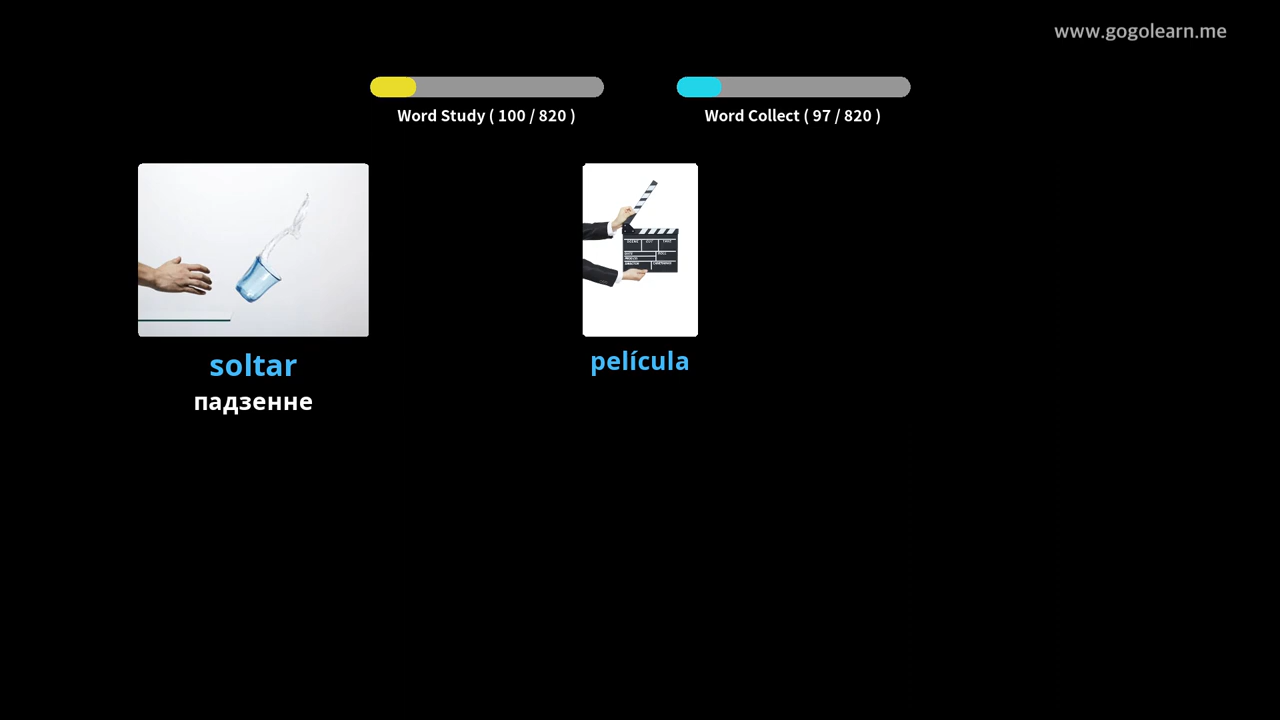 www.gogolearn.me
Word Study ( 100 / 820 )
Word Collect ( 97 / 820 )
soltar
падзенне
película